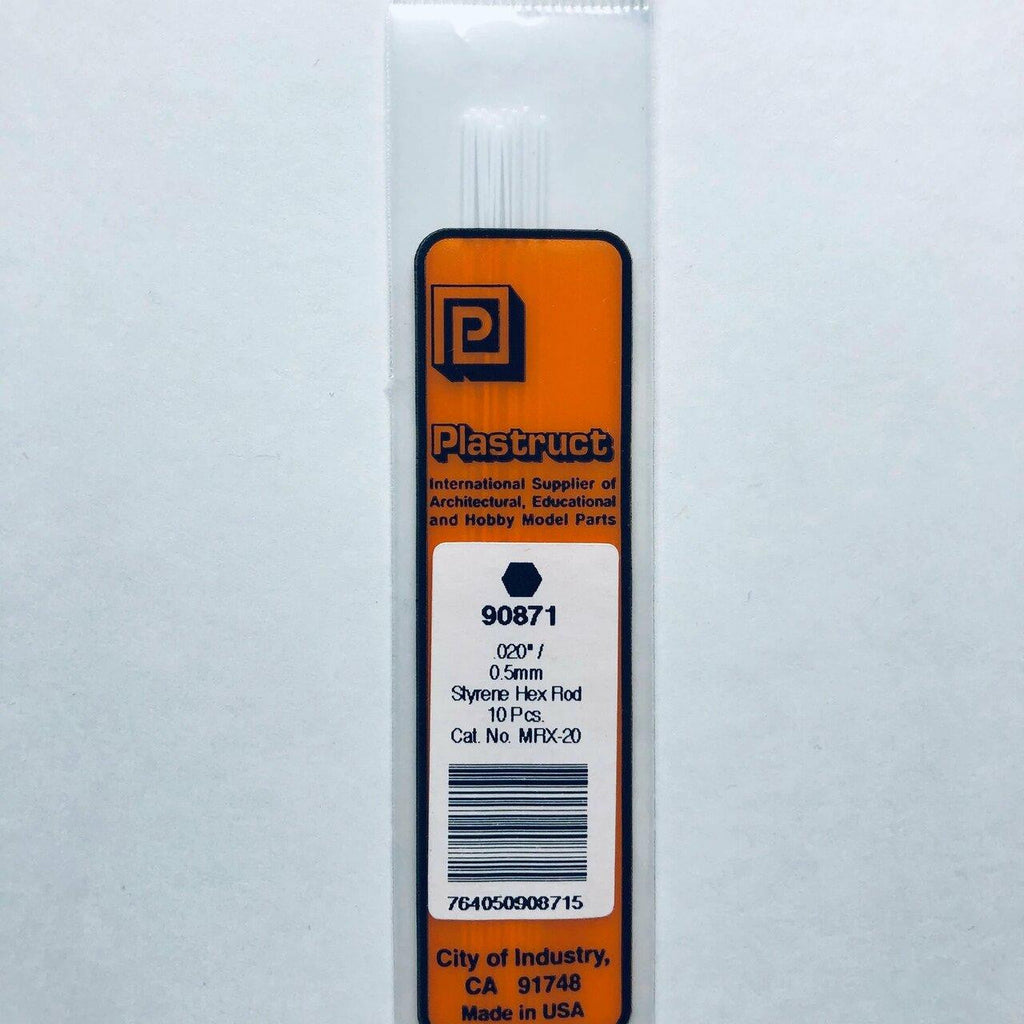 P
Plastruct
International Supplier of
Architectural, Educational
and Hobby Model Parts
90871
.020" /
0.5mm
Styrene Hex Rod
10 Pcs.
Cat. No. MRX-20
764050908715
City of Industry,
CA 91748
Made in USA